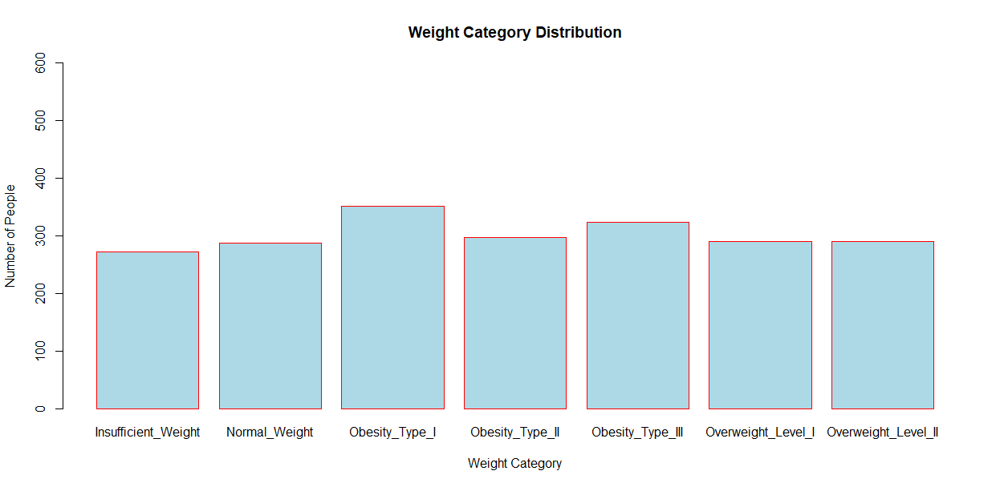 Weight Category Distribution
Number of People
600
500
400
300
200
100
0
Insufficient_Weight Normal_Weight Obesity_Type_I Obesity_Type_II Obesity_Type_III Overweight_Level_I Overweight_Level_II
Weight Category